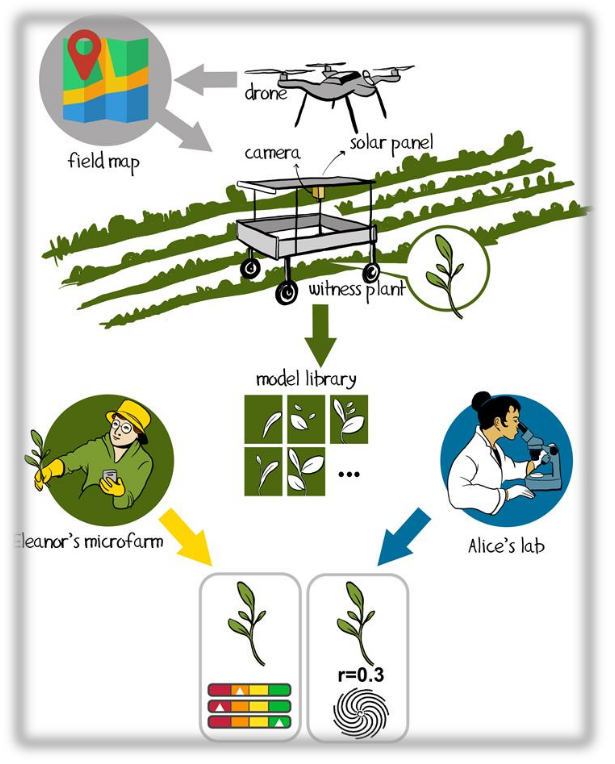 drone
field map
camera
solar panel
witness plant
model library
Eleanor's microfarm
Alice's lab
r=0.3